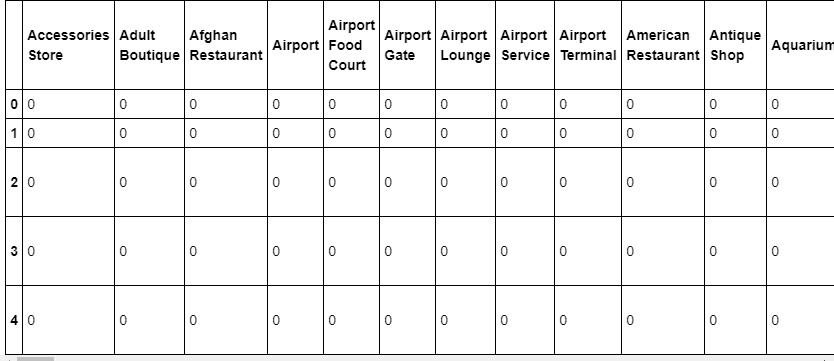 Accessories Store Adult Boutique Afghan Restaurant Airport Airport Food Court Airport Gate Airport Lounge Airport Service Airport Terminal American Restaurant Antique Shop Aquarium
0 0 0 0 0 0 0 0 0 0 0 0 0
1 0 0 0 0 0 0 0 0 0 0 0 0
2 0 0 0 0 0 0 0 0 0 0 0 0
3 0 0 0 0 0 0 0 0 0 0 0 0
4 0 0 0 0 0 0 0 0 0 0 0 0